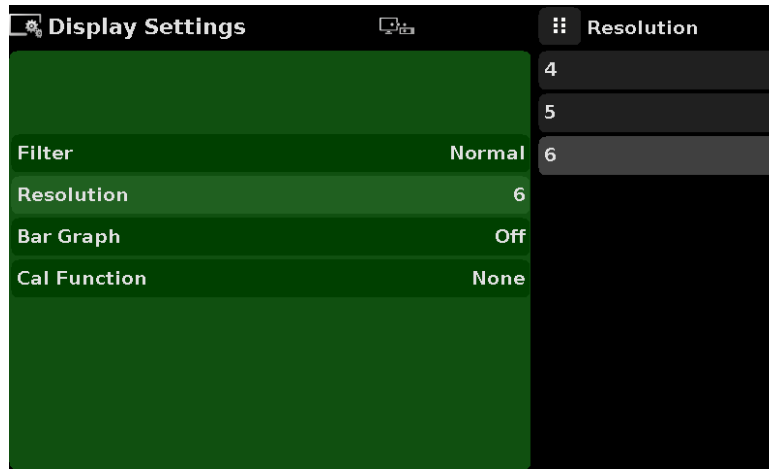 Display Settings
Resolution
4
5
6
Filter Normal
Resolution 6
Bar Graph Off
Cal Function None